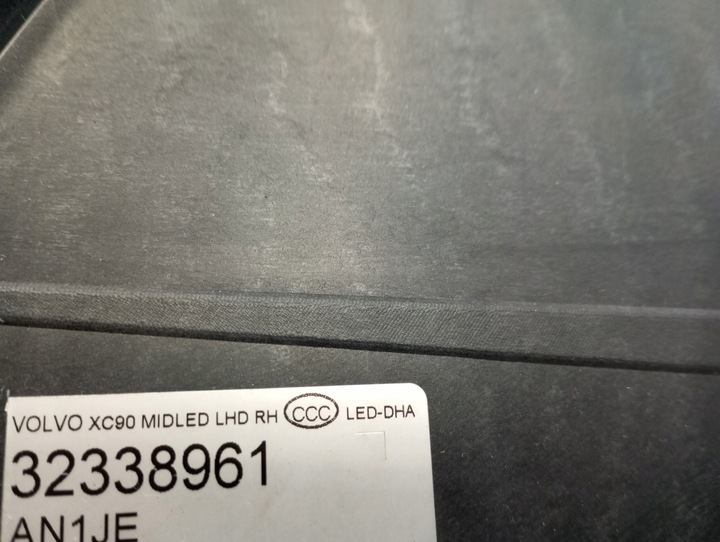 VOLVO XC90 MIDLED LHD RH CCC LED-DHA
32338961
AN1JE